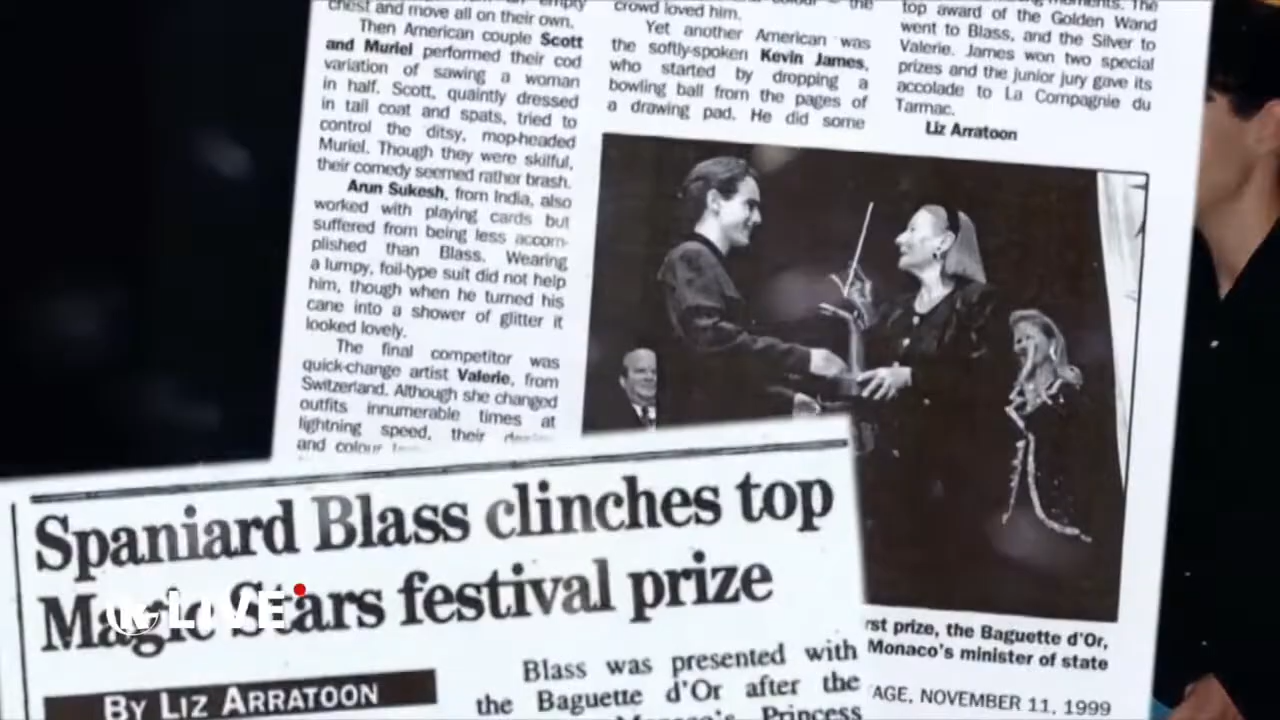 chest and move all on their own.
Then American couple Scott
and Muriel performed their cod
variation of sawing a woman
in half. Scott, quaintly dressed
in tail coat and spats, tried to
control the ditsy, mop-headed
Muriel. Though they were skilful,
their comedy seemed rather brash.
Arun Sukesh, from India, also
worked with playing cards but
suffered from being less accom-
plished than Blass. Wearing
a lumpy, foil-type suit did not help
him, though when he turned his
cane into a shower of glitter it
looked lovely.
The final competitor was
quick-change artist Valerie, from
Switzerland. Although she changed
outfits innumerable times at
lightning speed, their
and colour
crowd loved him.
Yet another American was
the softly-spoken Kevin James,
who started by dropping a
bowling ball from the pages of
a drawing pad. He did some
top award of the Golden Wand
went to Blass, and the Silver to
Valerie. James won two special
prizes and the junior jury gave its
accolade to La Compagnie du
Tarmac.
Liz Arratoon
rst prize, the Baguette d'Or,
Monaco's minister of state
AGE, NOVEMBER 11, 1999
Spaniard Blass clinches top
Magic Stars festival prize
BY LIZ ARRATOON
Blass was presented with
the Baguette d'Or after the
Monaco's Princess
LIVE